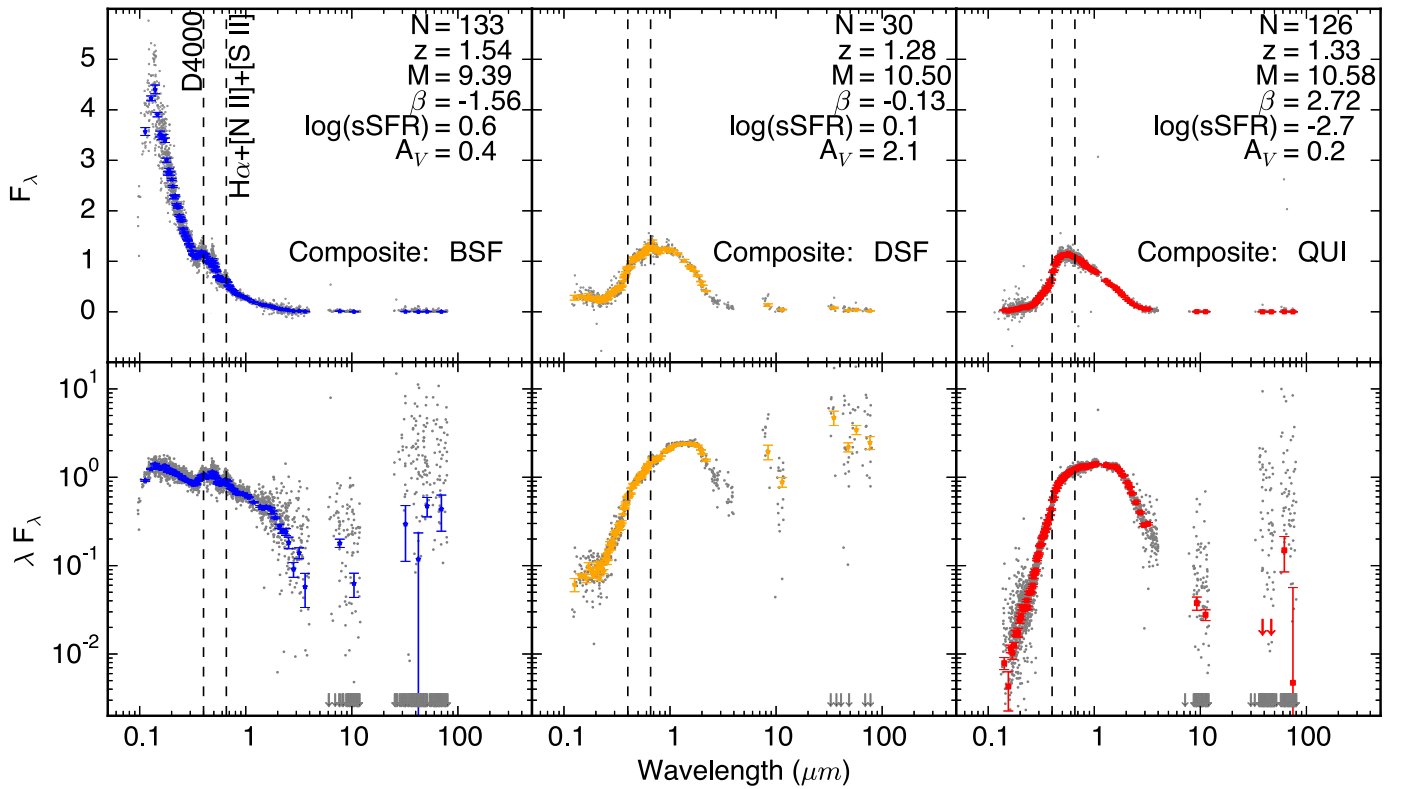 N = 133
z = 1.54
M = 9.39
β = -1.56
log(sSFR) = 0.6
A_V = 0.4
D4000
Hα+[N II]+[S II]
Composite: BSF
N = 30
z = 1.28
M = 10.50
β = -0.13
log(sSFR) = 0.1
A_V = 2.1
Composite: DSF
N = 126
z = 1.33
M = 10.58
β = 2.72
log(sSFR) = -2.7
A_V = 0.2
Composite: QUI
F_λ
5
4
3
2
1
0
λ F_λ
10^1
10^0
10^-1
10^-2
0.1 1 10 100
0.1 1 10 100
0.1 1 10 100
Wavelength (μm)